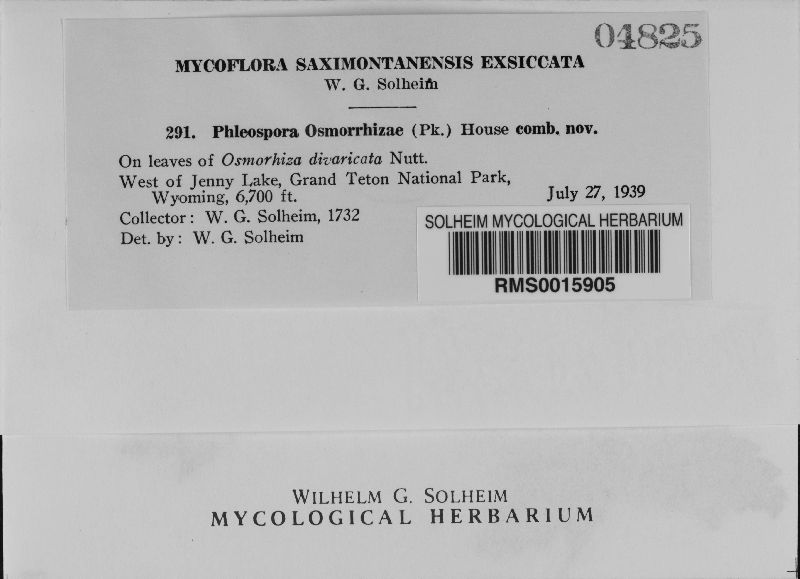 04825
MYCOFLORA SAXIMONTANENSIS EXSICCATA
W. G. Solheim
291. Phleospora Osmorrhizae (Pk.) House comb. nov.
On leaves of Osmorhiza divaricata Nutt.
West of Jenny Lake, Grand Teton National Park,
Wyoming, 6,700 ft. July 27, 1939
Collector: W. G. Solheim, 1732
Det. by: W. G. Solheim
SOLHEIM MYCOLOGICAL HERBARIUM
RMS0015905
WILHELM G. SOLHEIM
MYCOLOGICAL HERBARIUM